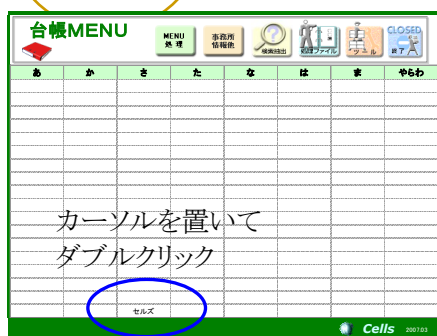 台帳MENU
MENU
処 理
事務所
情報他
検索抽出
処理ファイル
ツール
CLOSED
終了
あ か さ た な は ま やらわ
カーソルを置いて
ダブルクリック
セルズ
Cells 2007.03